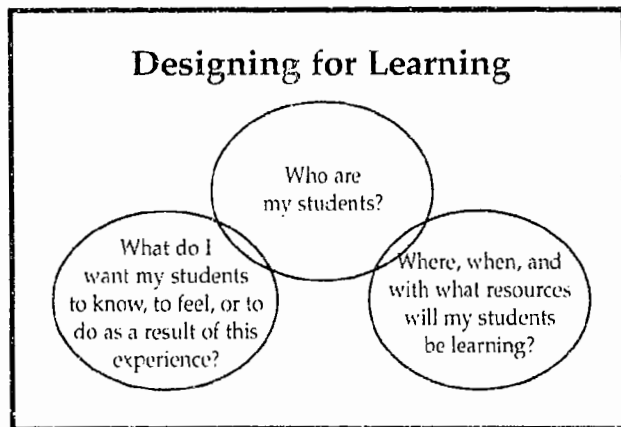 Designing for Learning
Who are
my students?
What do I
want my students
to know, to feel, or to
do as a result of this
experience?
Where, when, and
with what resources
will my students
be learning?